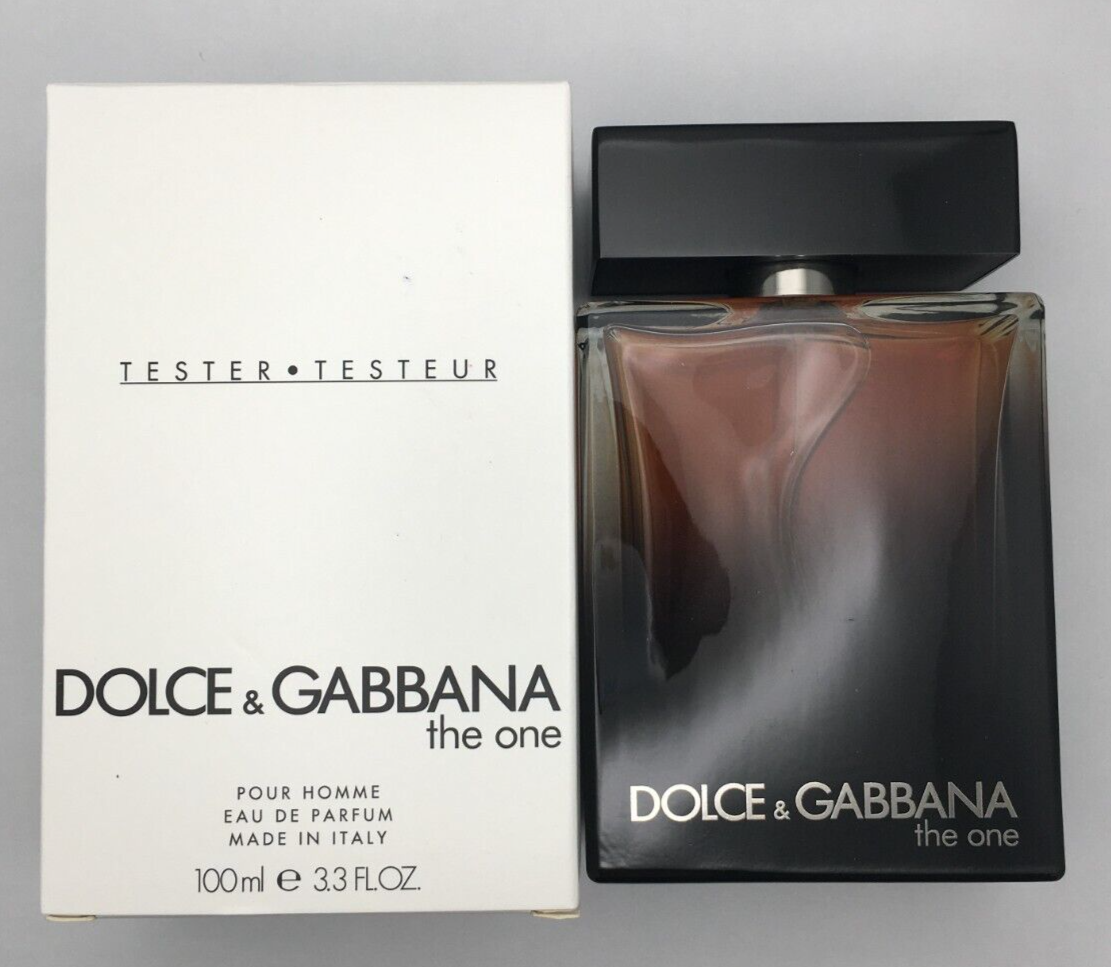 TESTER • TESTEUR
DOLCE & GABBANA
the one
POUR HOMME
EAU DE PARFUM
MADE IN ITALY
100ml e 3.3 FL.OZ.
DOLCE & GABBANA
the one